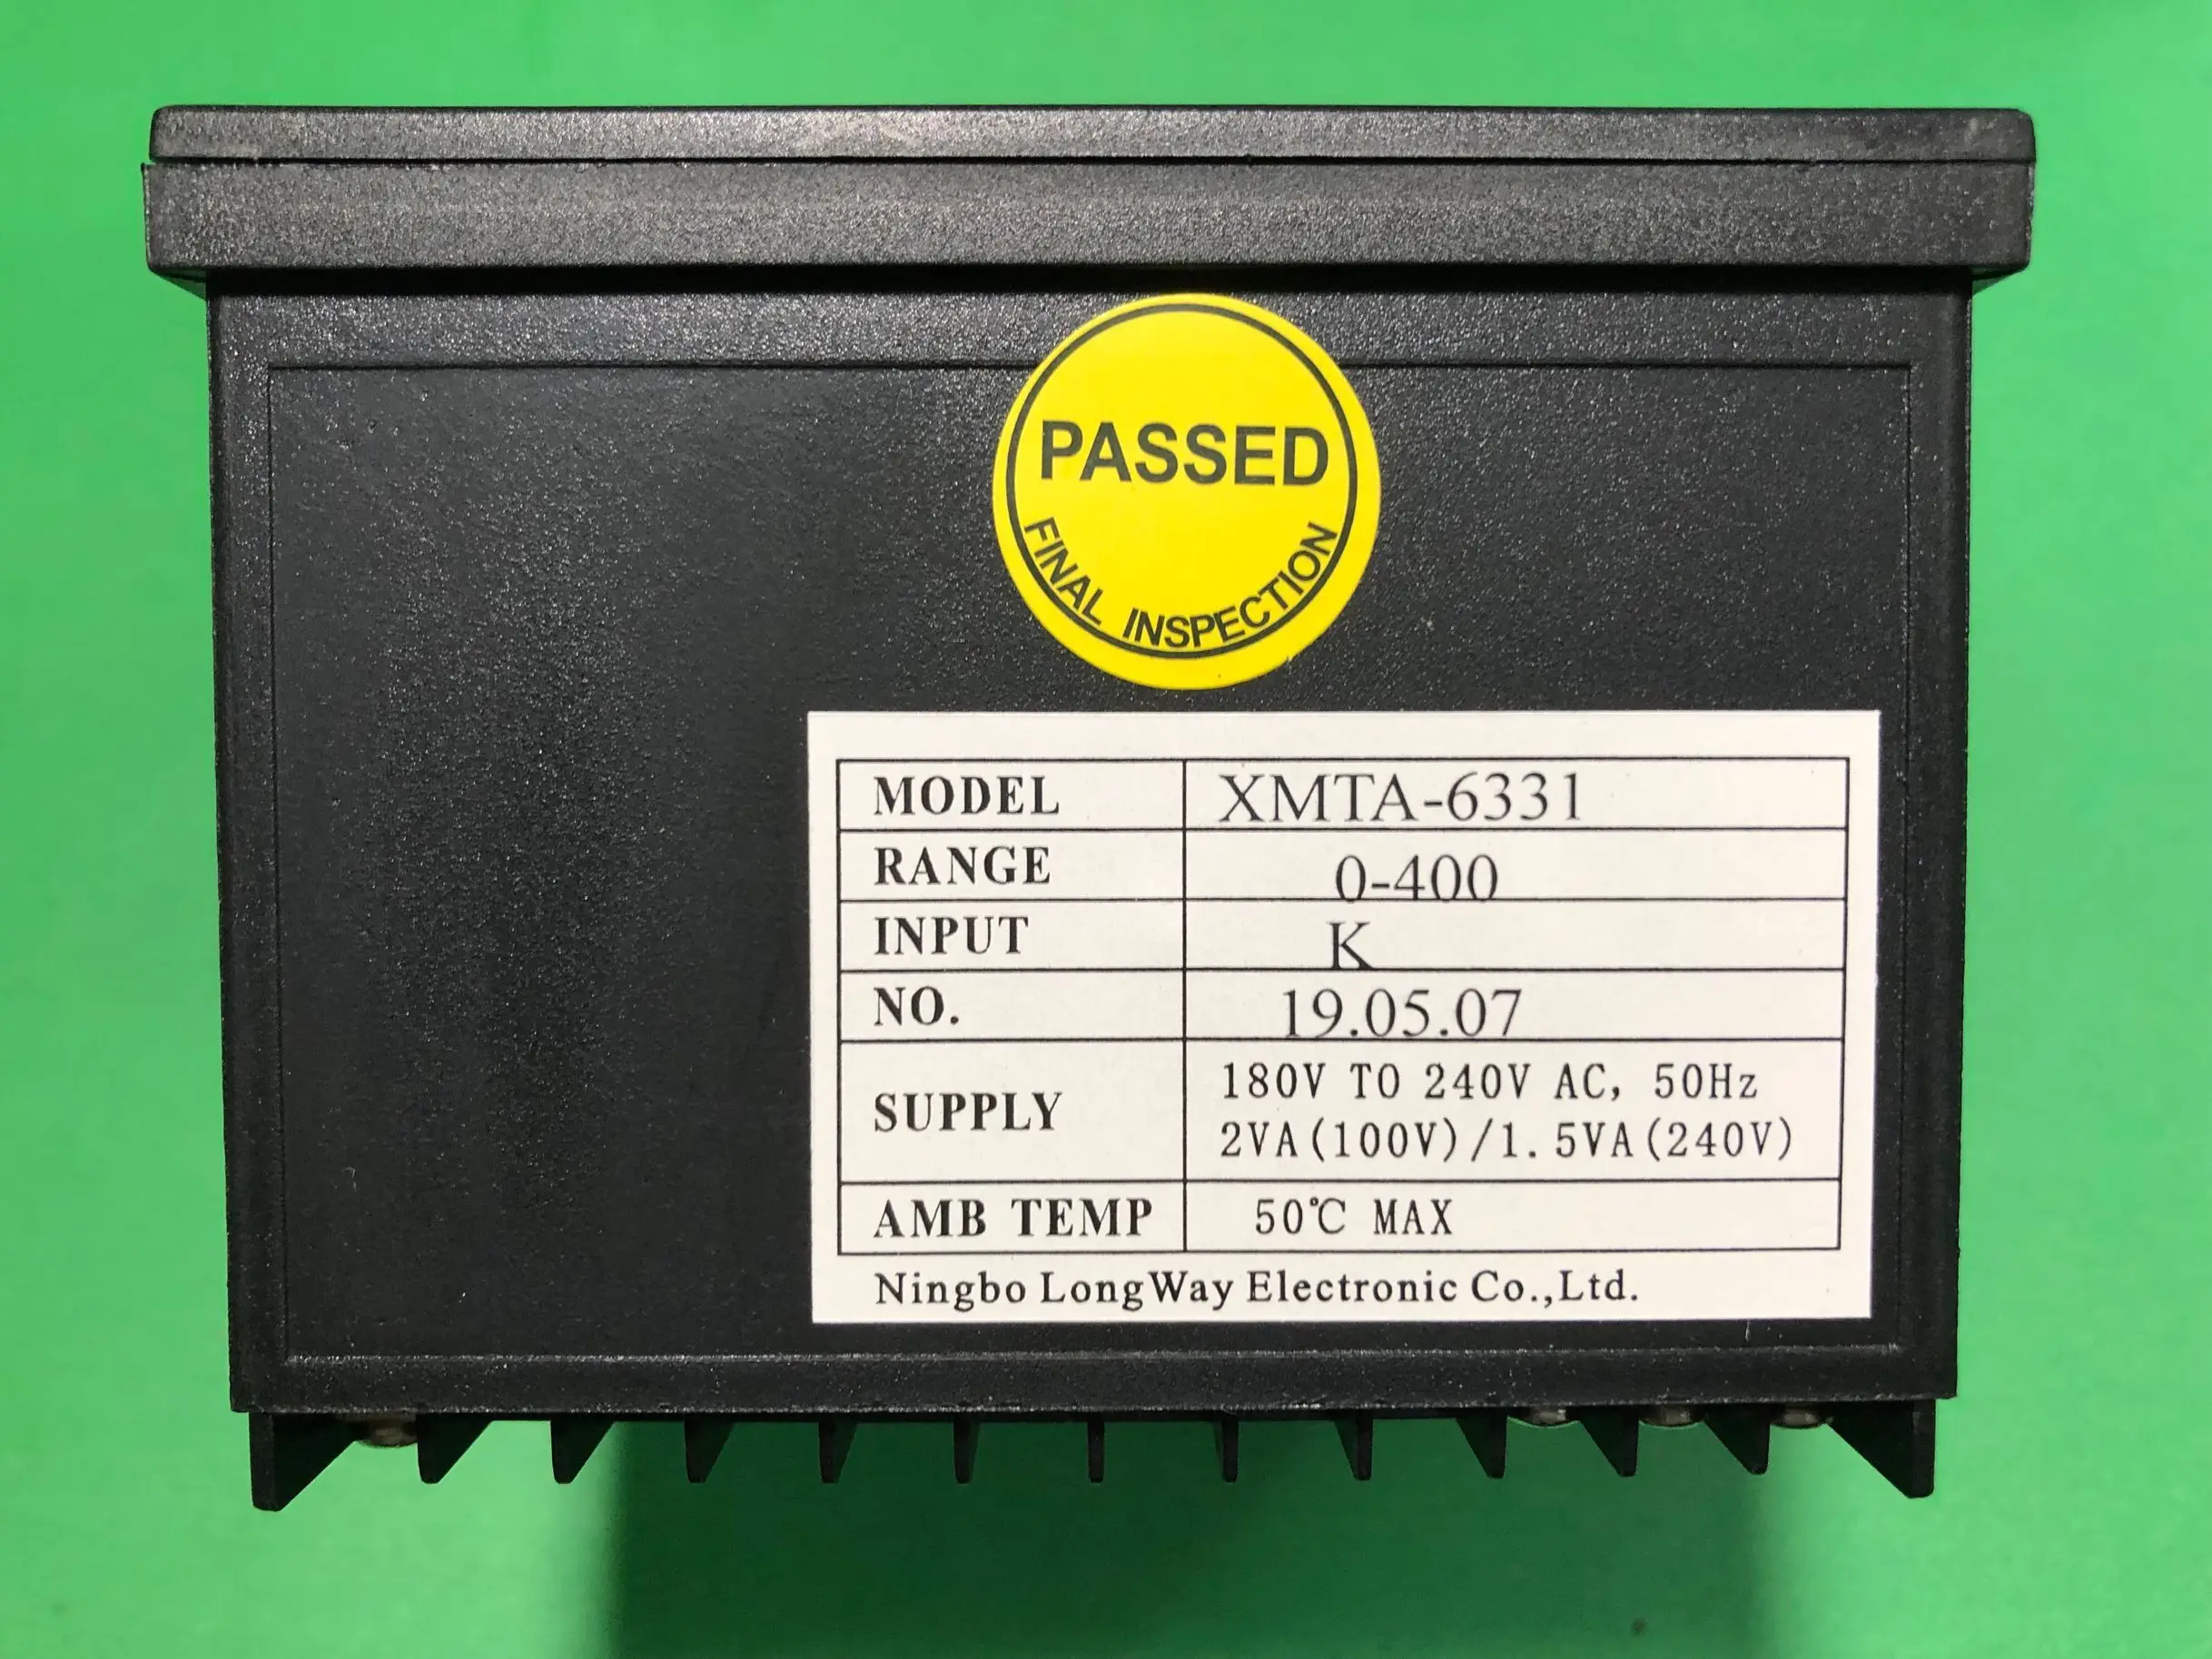 PASSED
FINAL INSPECTION
MODEL XMTA-6331
RANGE 0-400
INPUT K
NO. 19.05.07
SUPPLY 180V TO 240V AC, 50Hz
2VA(100V)/1.5VA(240V)
AMB TEMP 50℃ MAX
Ningbo LongWay Electronic Co.,Ltd.